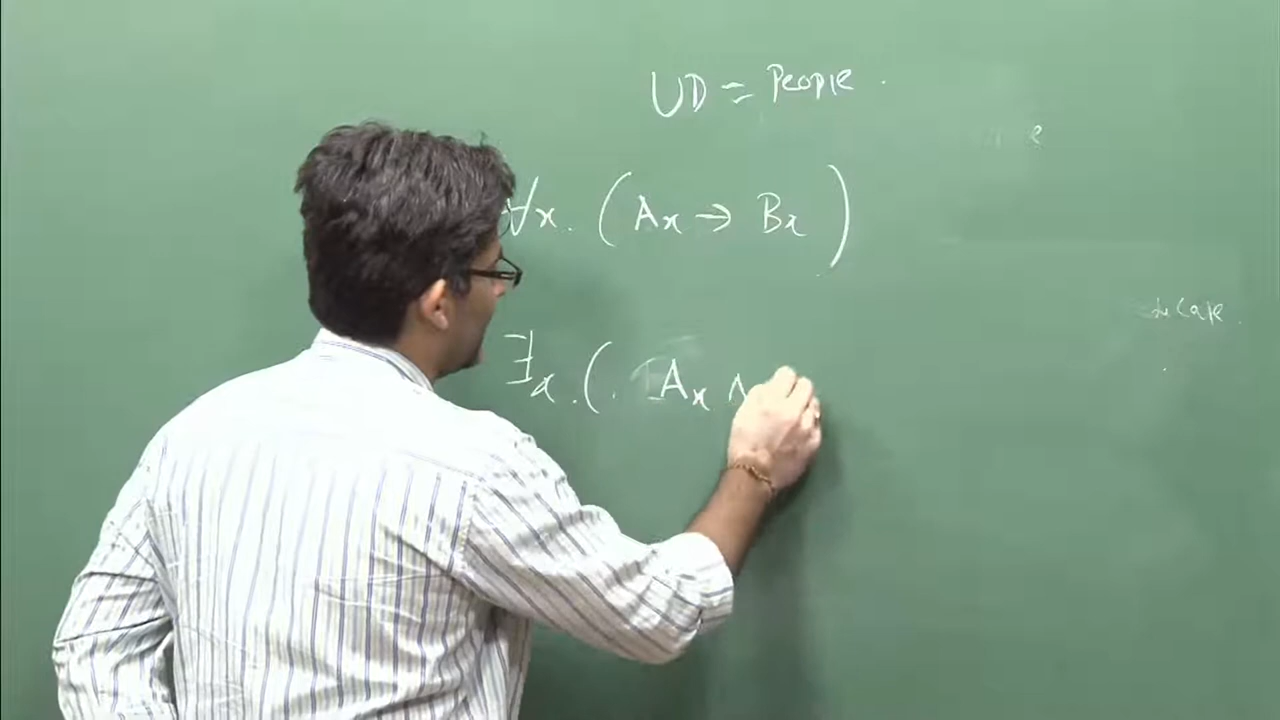 UD = People.
∀x. (Ax → Bx)
∃x. (. Ax ∧